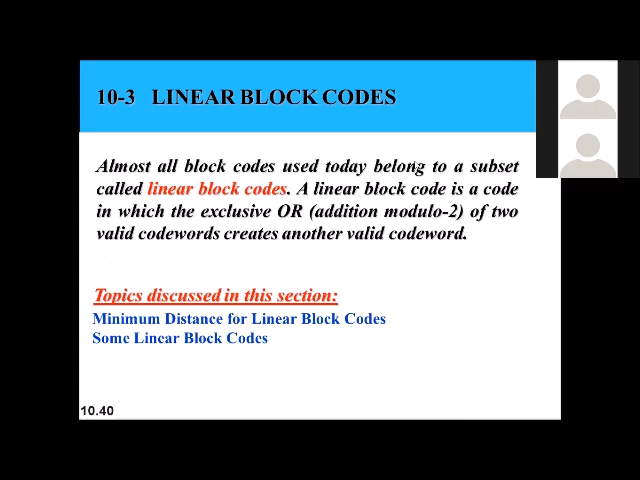 10-3 LINEAR BLOCK CODES
Almost all block codes used today belong to a subset
called linear block codes. A linear block code is a code
in which the exclusive OR (addition modulo-2) of two
valid codewords creates another valid codeword.
Topics discussed in this section:
Minimum Distance for Linear Block Codes
Some Linear Block Codes
10.40